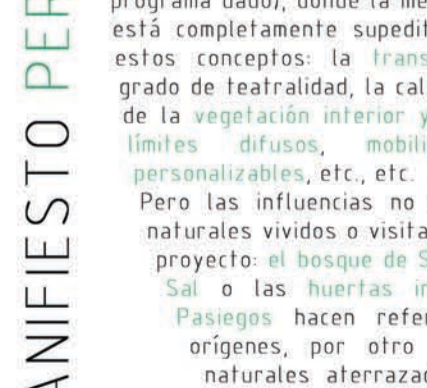 ANIFIESTO PER
programa dado), donde la me
está completamente supedit
estos conceptos: la trans
grado de teatralidad, la cal
de la vegetación interior y
límites difusos, mobili
personalizables, etc., etc.
Pero las influencias no
naturales vividos o visita
proyecto: el bosque de S
Sal o las huertas in
Pasiegos hacen refer
orígenes, por otro
naturales aterrazad